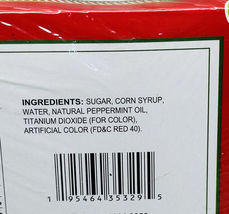 INGREDIENTS: SUGAR, CORN SYRUP,
WATER, NATURAL PEPPERMINT OIL,
TITANIUM DIOXIDE (FOR COLOR),
ARTIFICIAL COLOR (FD&C RED 40).
1 95464 35329 5